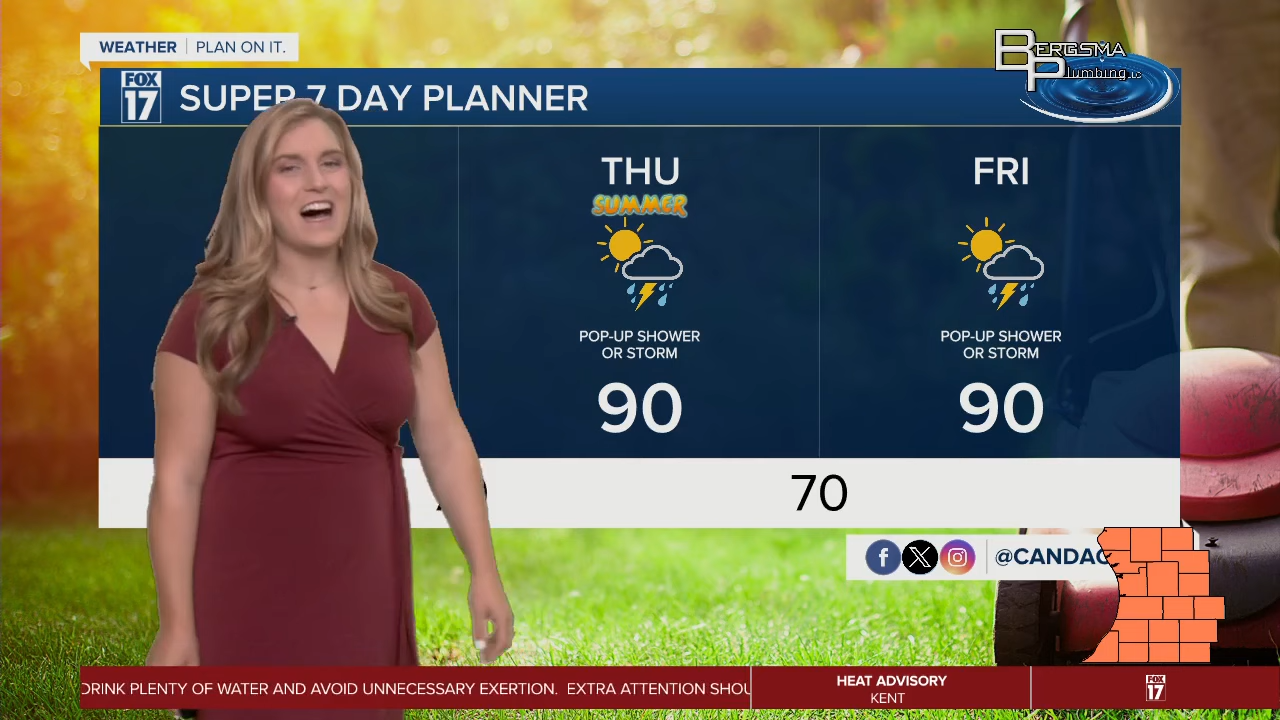 WEATHER | PLAN ON IT.
BERGSMA
Plumbing LLC
FOX
17
SUPER 7 DAY PLANNER
THU
FRI
SUMMER
POP-UP SHOWER
OR STORM
POP-UP SHOWER
OR STORM
90
90
70
@CANDAC
DRINK PLENTY OF WATER AND AVOID UNNECESSARY EXERTION. EXTRA ATTENTION SHOU
HEAT ADVISORY
KENT
FOX
17